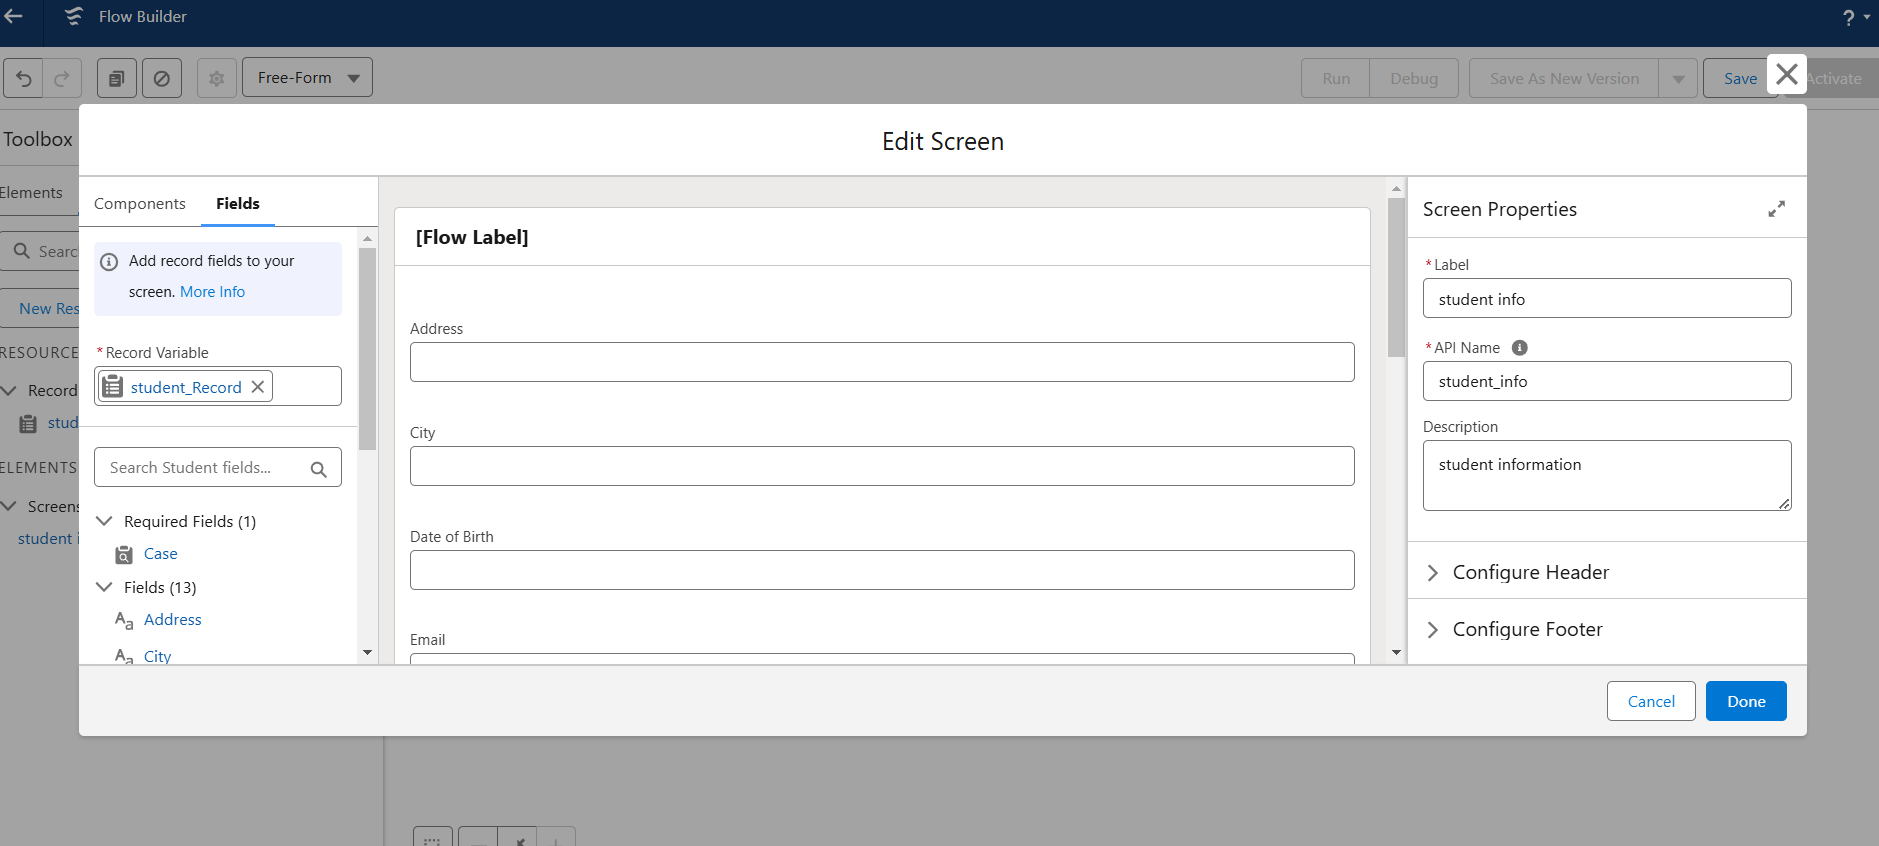 Flow Builder
?
Free-Form
Run
Debug
Save As New Version
Save
Activate
Toolbox
Edit Screen
Elements
Components
Fields
Searc
Add record fields to your
screen. More Info
New Res
RESOURCE
*Record Variable
student_Record
Record
stud
ELEMENTS
Search Student fields...
Screens
student i
Required Fields (1)
Case
Fields (13)
Aa Address
Aa City
[Flow Label]
Address
City
Date of Birth
Email
Screen Properties
*Label
student info
*API Name
student_info
Description
student information
Configure Header
Configure Footer
Cancel
Done